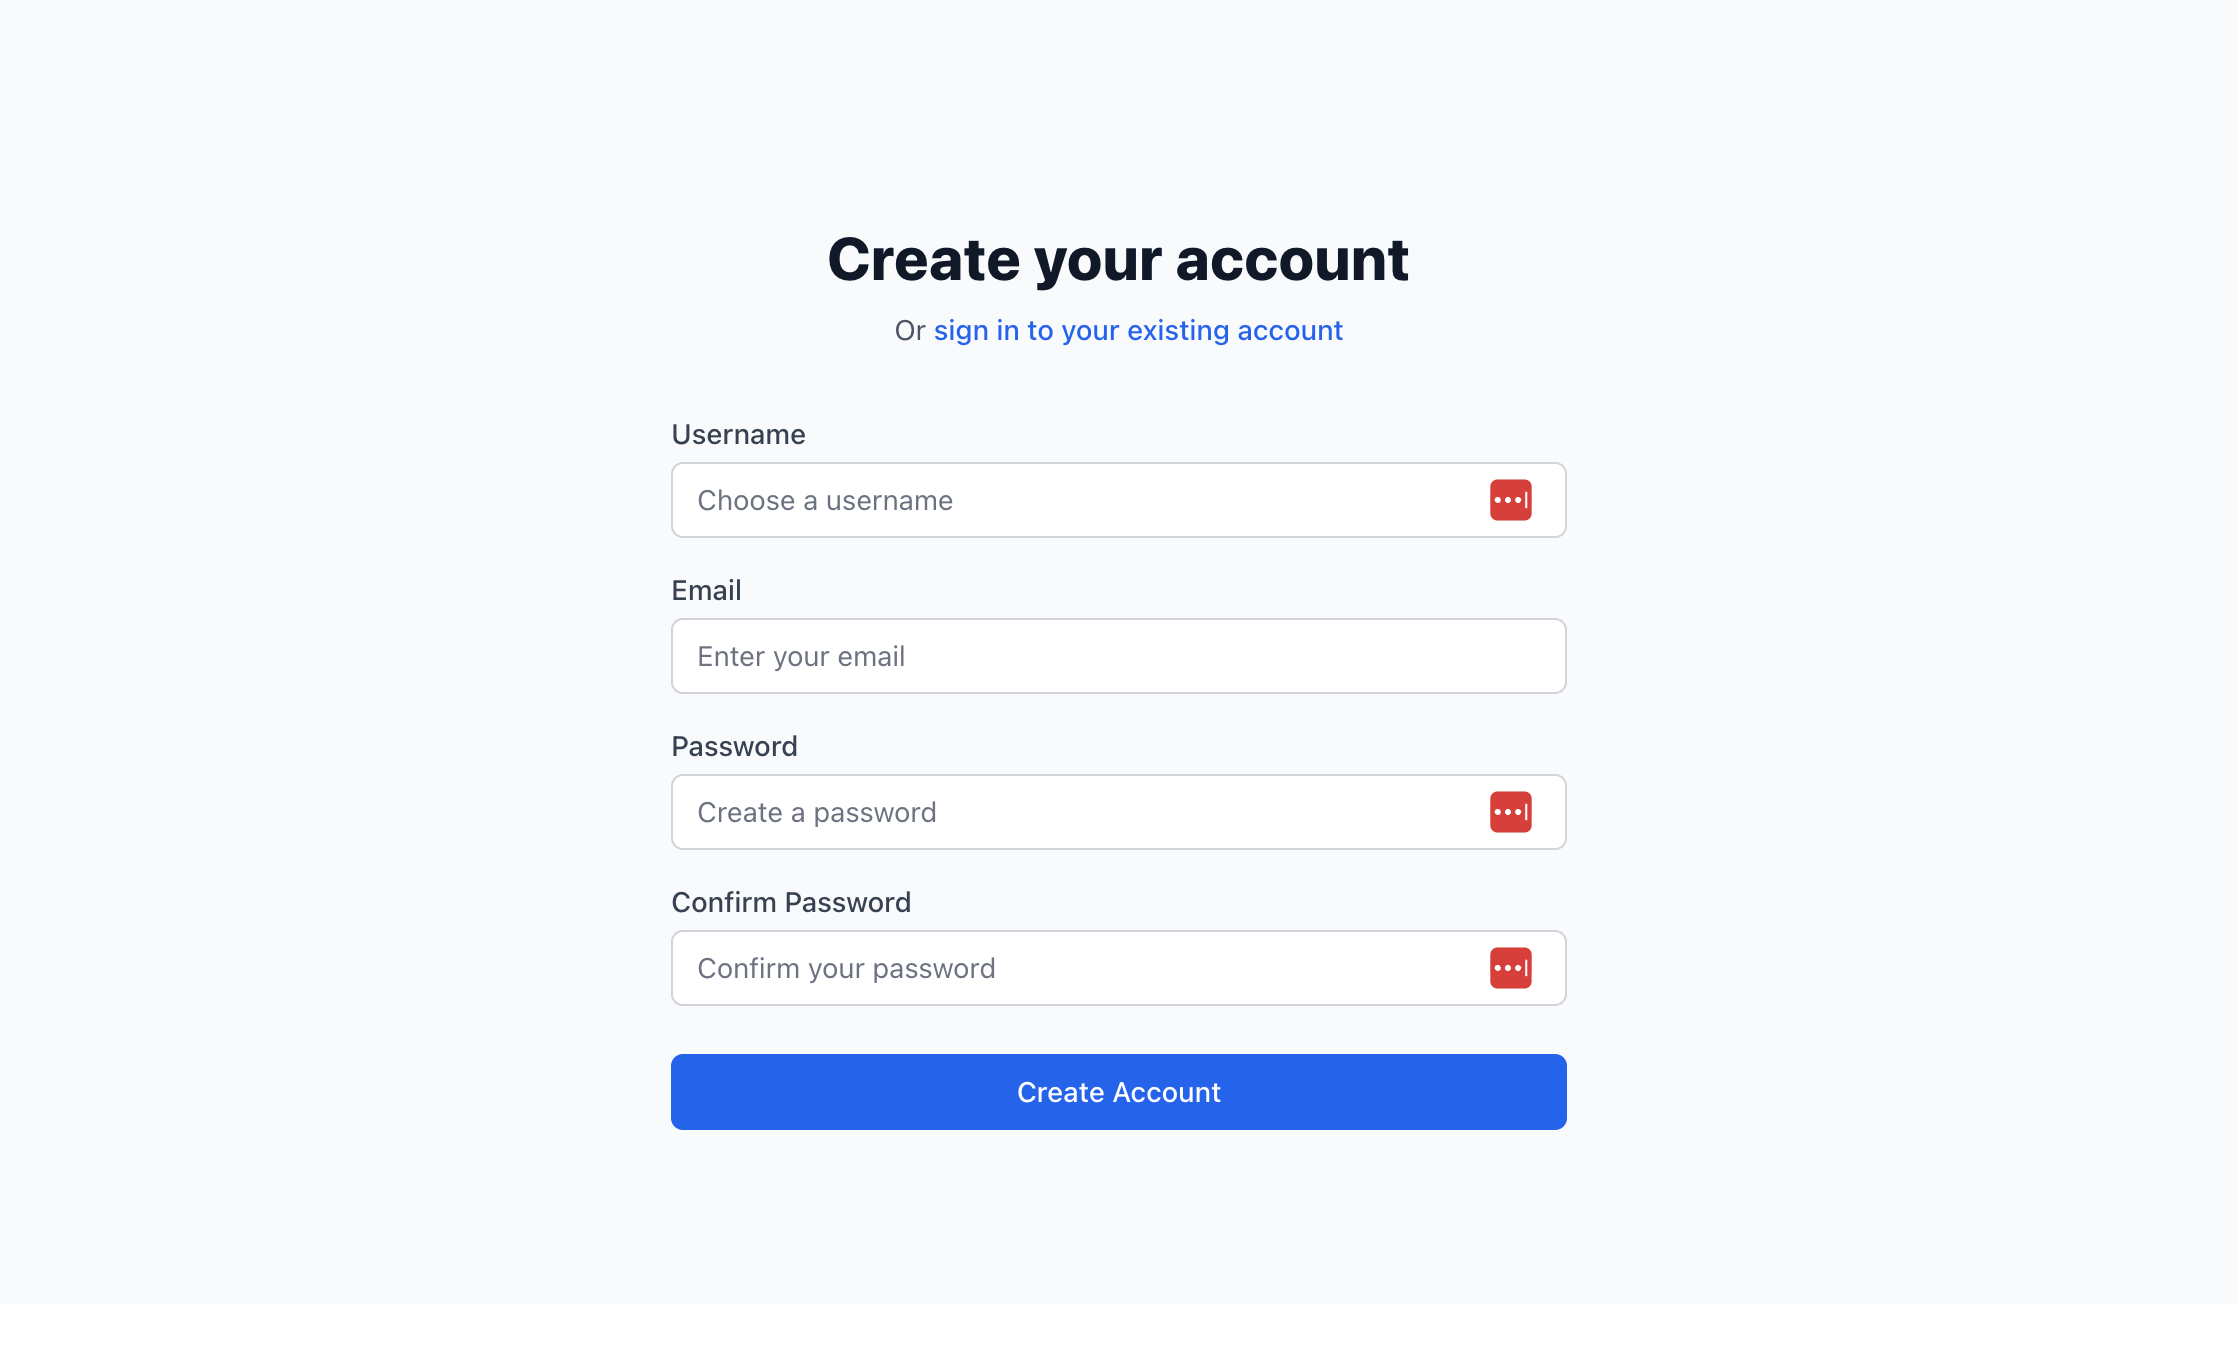 Create your account
Or sign in to your existing account
Username
Choose a username
Email
Enter your email
Password
Create a password
Confirm Password
Confirm your password
Create Account